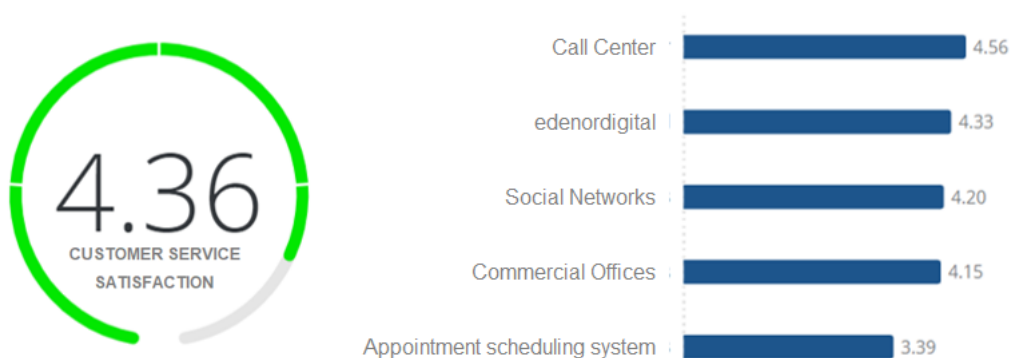 4.36
CUSTOMER SERVICE
SATISFACTION
Call Center 4.56
edenordigital 4.33
Social Networks 4.20
Commercial Offices 4.15
Appointment scheduling system 3.39